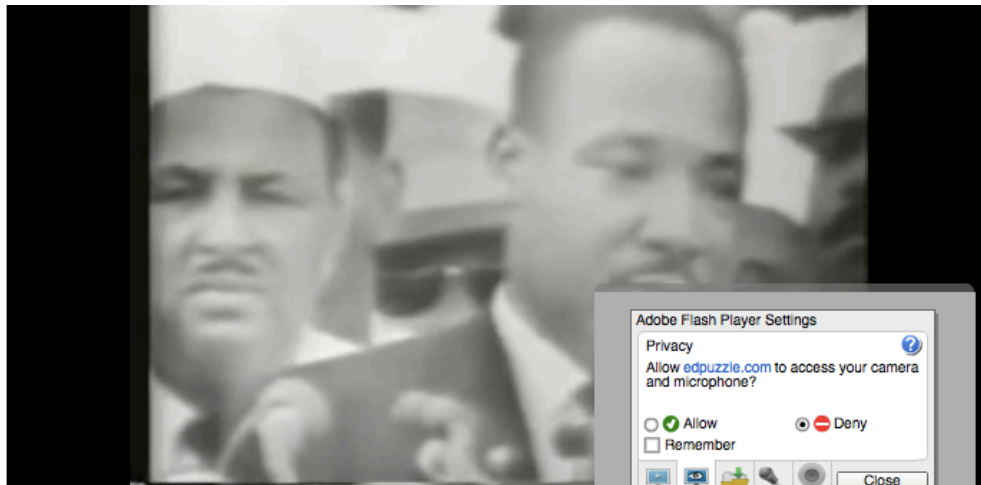 Adobe Flash Player Settings
Privacy
Allow edpuzzle.com to access your camera
and microphone?
Allow
Deny
Remember
Close